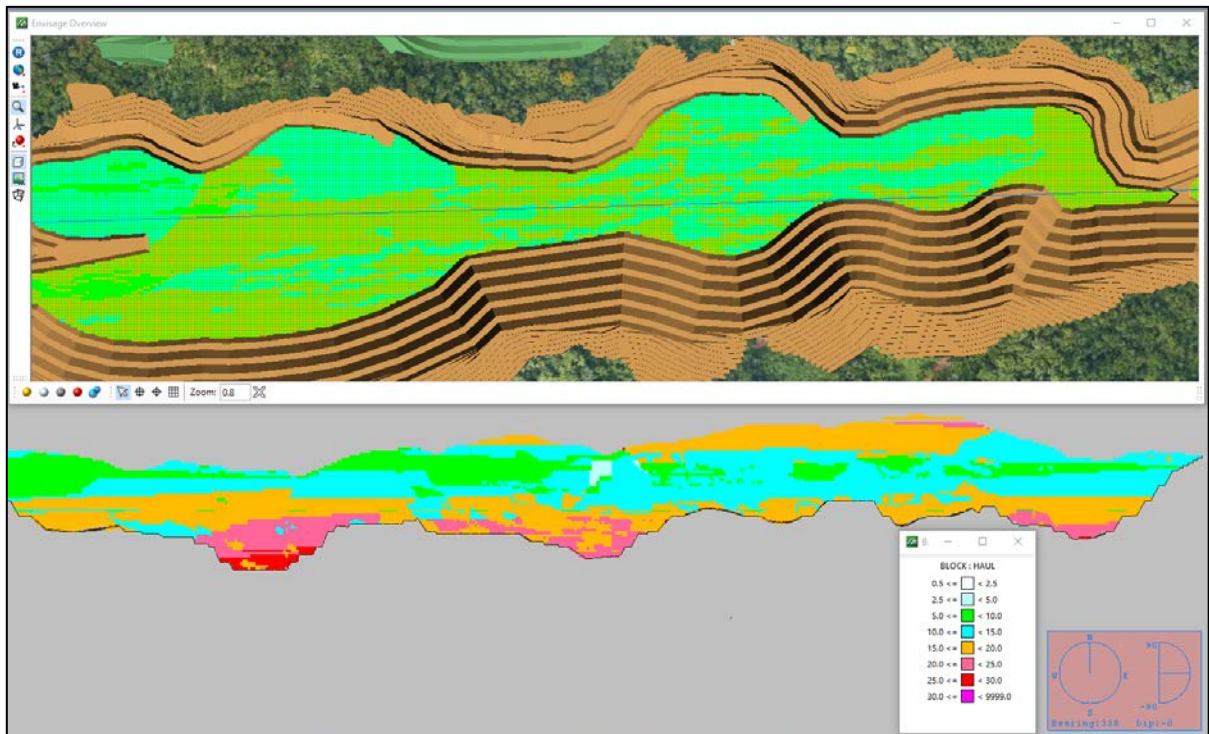 Envisage Overview
Zoom: 0.8
BLOCK : HAUL
0.5 <= < 2.5
2.5 <= < 5.0
5.0 <= < 10.0
10.0 <= < 15.0
15.0 <= < 20.0
20.0 <= < 25.0
25.0 <= < 30.0
30.0 <= < 9999.0
N
90
W
E
S
-90
Dip:-0